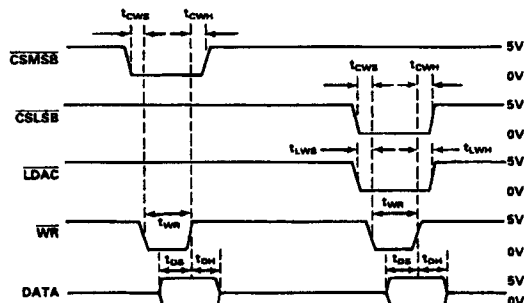 tCWS tCWH
CSMSB 5V
0V
tCWS tCWH
CSLSB 5V
0V
tLWS tLWH
LDAC 5V
0V
tWR tWR
WR 5V
0V
tDS tDH tDS tDH
DATA 5V
0V